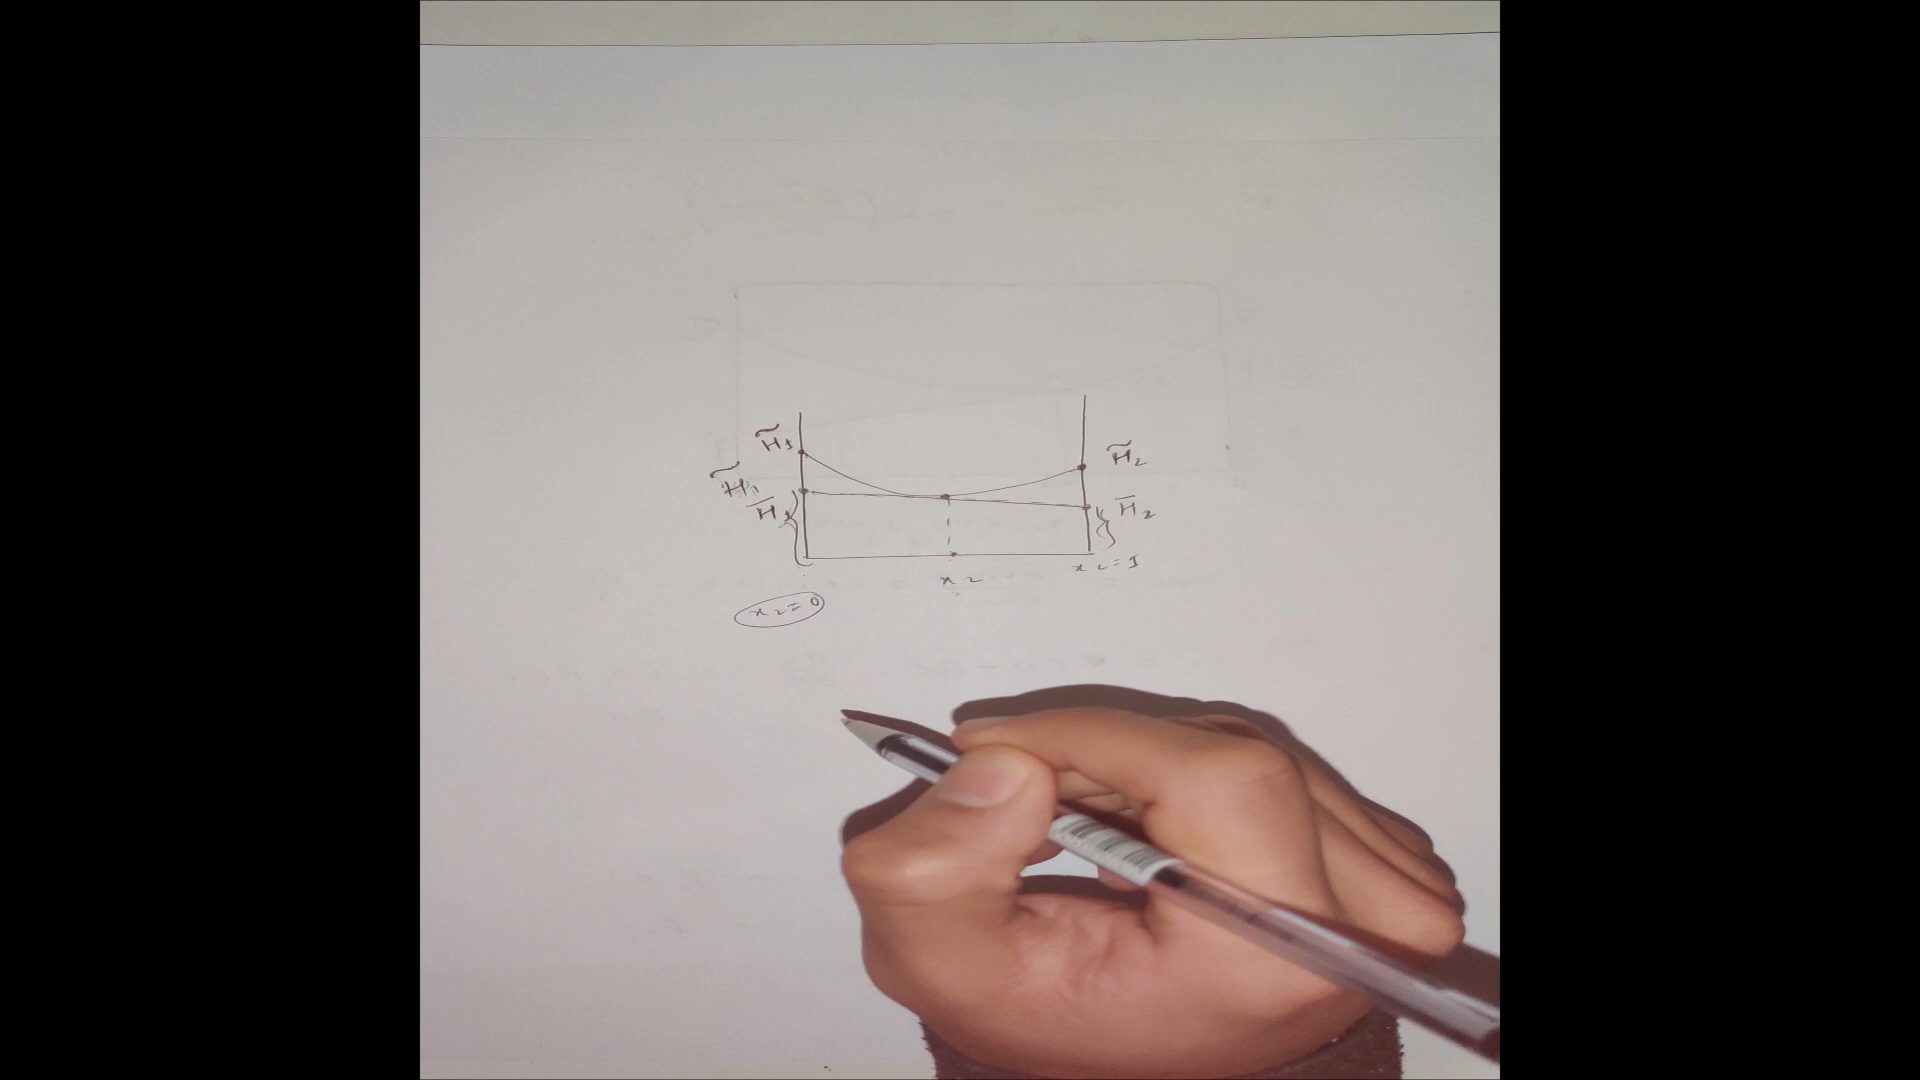 H̃₁ H̃₂
H̃₁
H̄₁ H̄₂
x₂ x₂=1
x₂=0